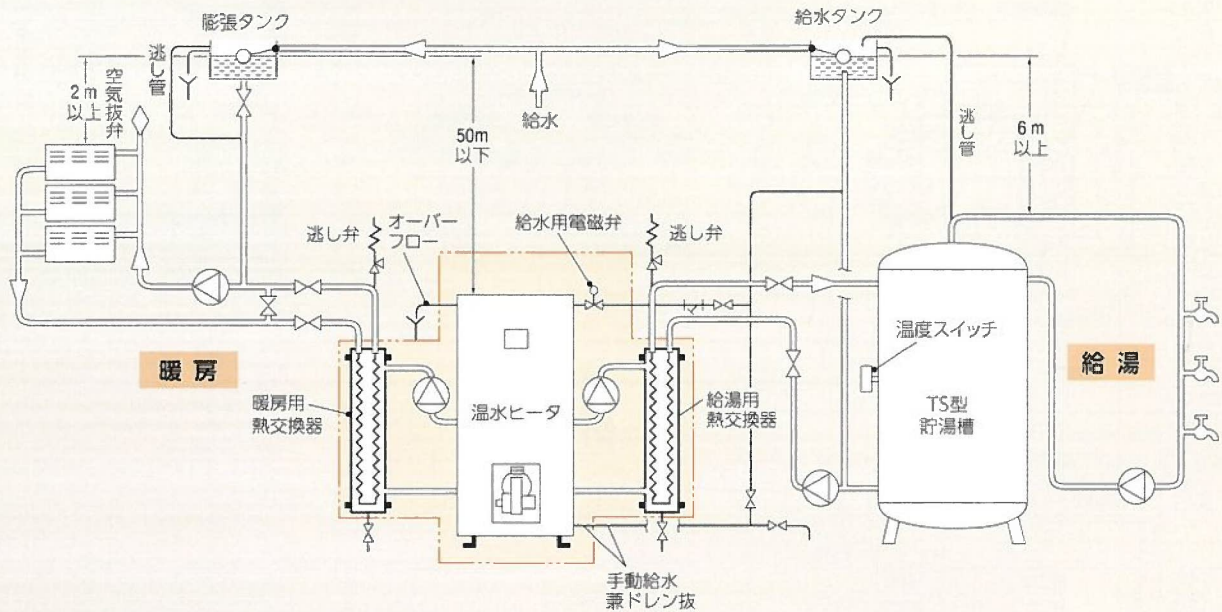 膨張タンク
給水タンク
逃し管
空気抜弁
2m
以上
50m
以下
給水
逃し管
6m
以上
逃し弁
オーバー
フロー
給水用電磁弁
逃し弁
暖房
暖房用
熱交換器
温水ヒータ
給湯用
熱交換器
温度スイッチ
TS型
貯湯槽
給湯
手動給水
兼ドレン抜